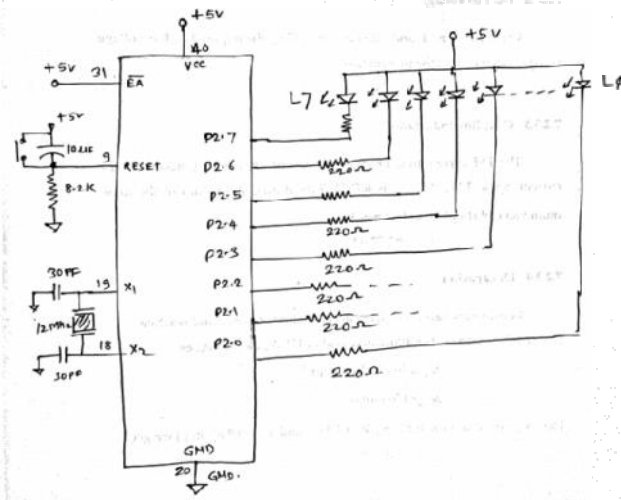 +5V
40
Vcc
+5V
31
EA
+5V
10µF
9
RESET
8.2K
30PF
19
X1
12MHz
18
X2
30PF
GND
20
GND.
+5V
L7
L0
P2.7
P2.6
220Ω
P2.5
P2.4
220Ω
P2.3
220Ω
P2.2
220Ω
P2.1
220Ω
P2.0
220Ω